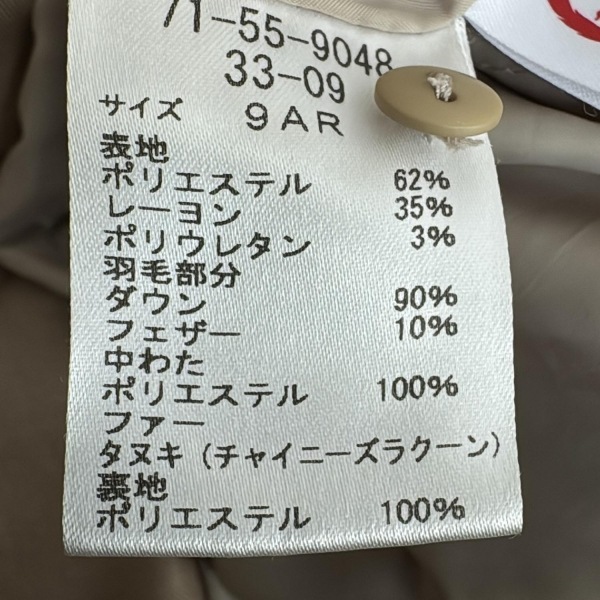 71-55-9048
33-09
サイズ 9AR
表地
ポリエステル 62%
レーヨン 35%
ポリウレタン 3%
羽毛部分
ダウン 90%
フェザー 10%
中わた
ポリエステル 100%
ファー
タヌキ (チャイニーズラクーン)
裏地
ポリエステル 100%